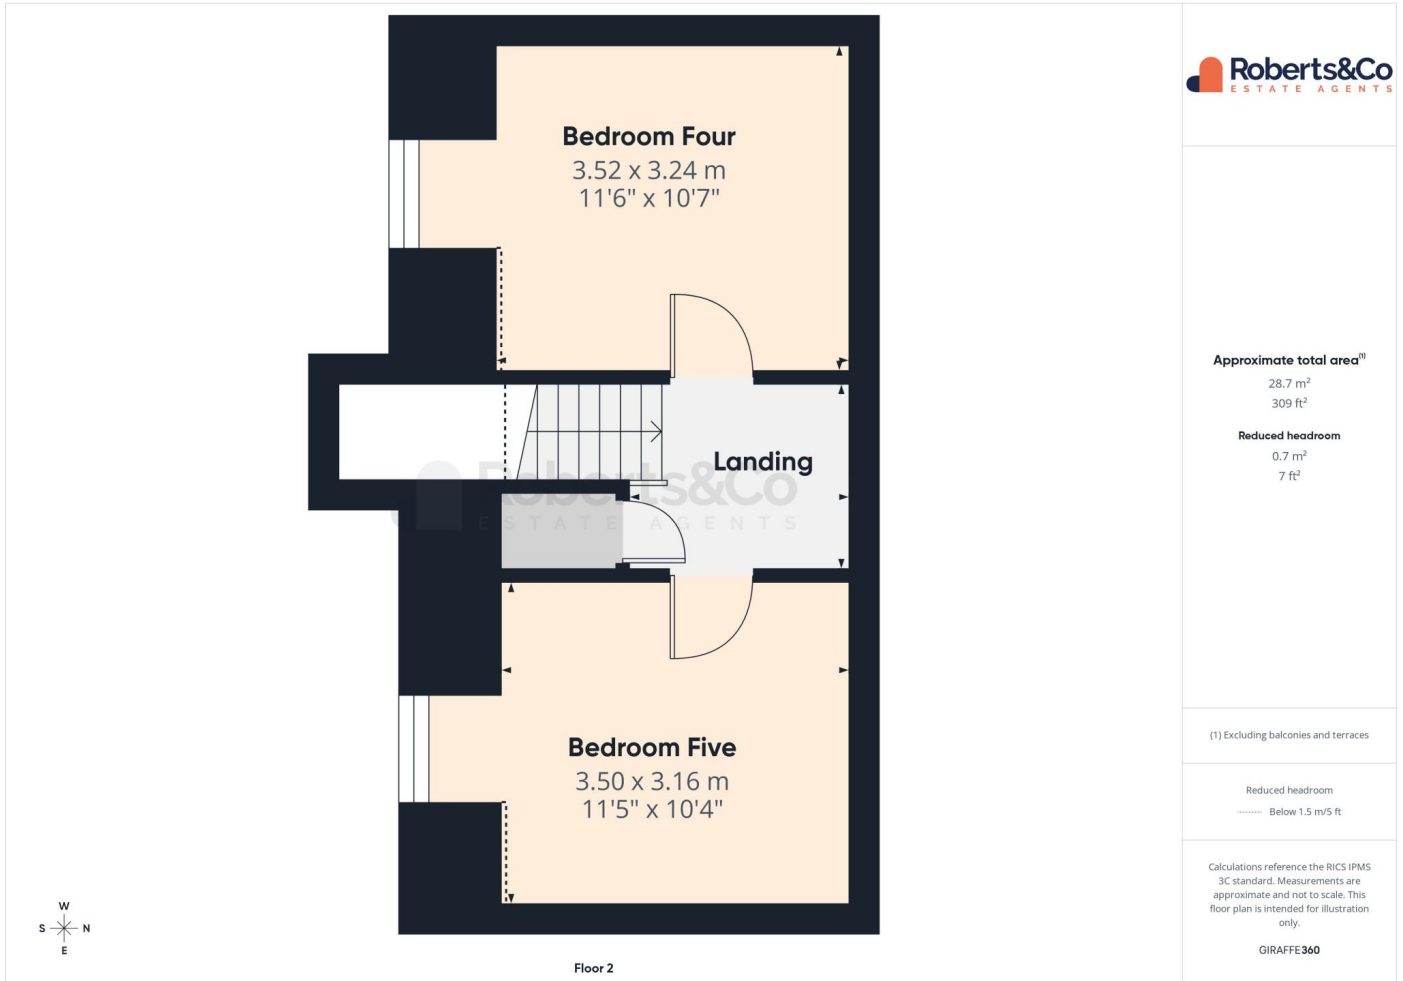 Bedroom Four
3.52 x 3.24 m
11'6" x 10'7"
Landing
Roberts&Co
ESTATE AGENTS
Bedroom Five
3.50 x 3.16 m
11'5" x 10'4"
W
S N
E
Floor 2
Roberts&Co
ESTATE AGENTS
Approximate total area(1)
28.7 m²
309 ft²
Reduced headroom
0.7 m²
7 ft²
(1) Excluding balconies and terraces
Reduced headroom
Below 1.5 m/5 ft
Calculations reference the RICS IPMS
3C standard. Measurements are
approximate and not to scale. This
floor plan is intended for illustration
only.
GIRAFFE360